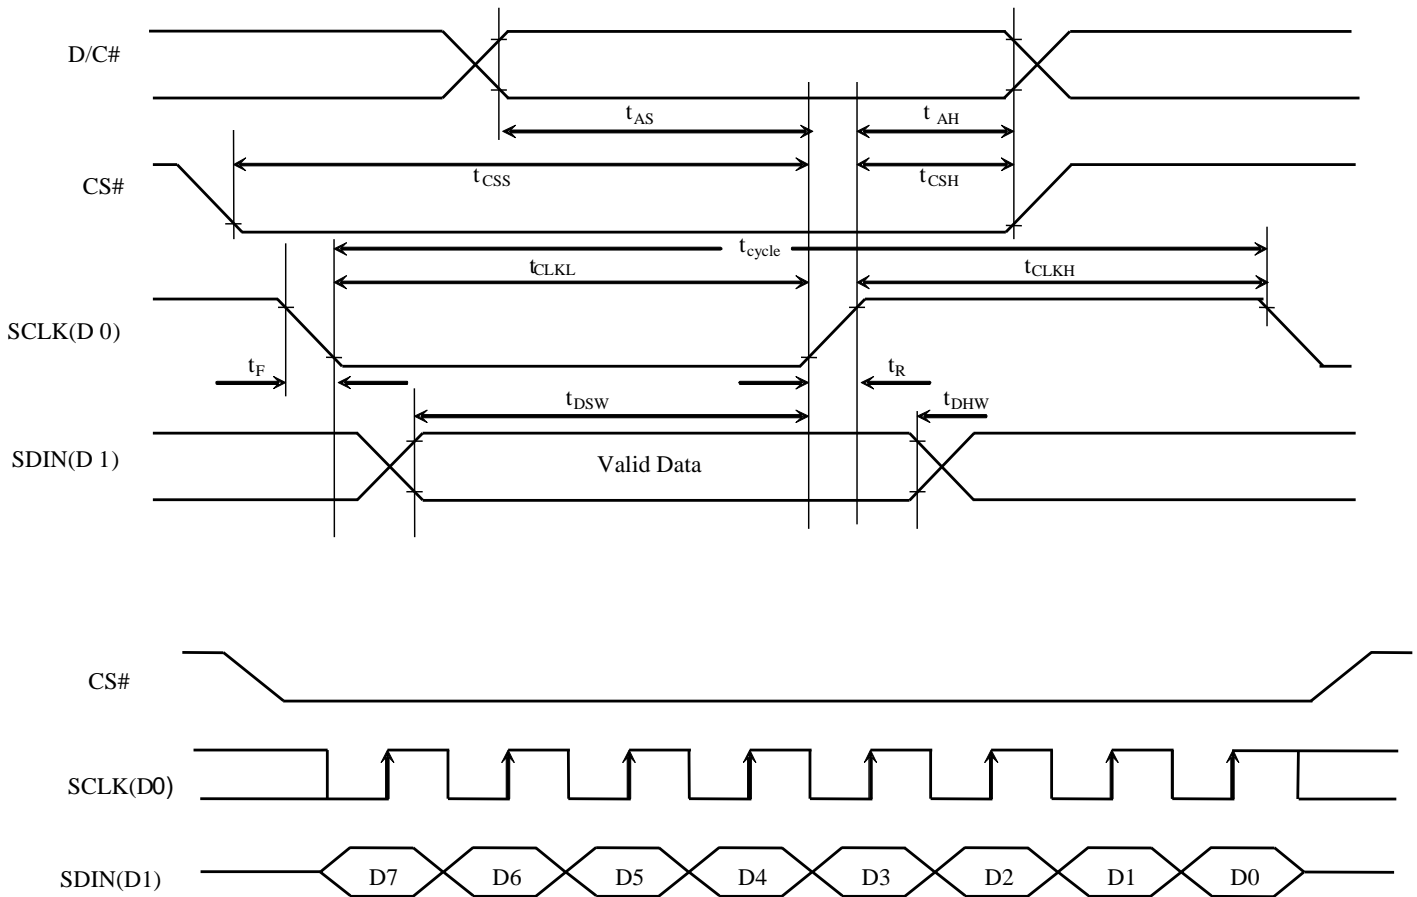 D/C#
tAS
t AH
CS#
tCSS
tCSH
tcycle
tCLKL
tCLKH
SCLK(D 0)
tF
tR
tDSW
tDHW
SDIN(D 1)
Valid Data
CS#
SCLK(D0)
SDIN(D1)
D7 D6 D5 D4 D3 D2 D1 D0